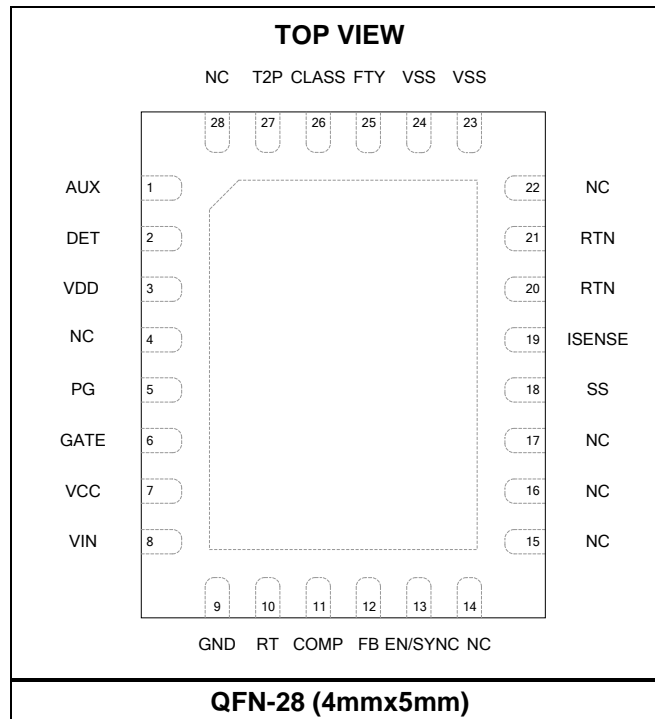 TOP VIEW
NC T2P CLASS FTY VSS VSS
28 27 26 25 24 23
AUX 1 22 NC
DET 2 21 RTN
VDD 3 20 RTN
NC 4 19 ISENSE
PG 5 18 SS
GATE 6 17 NC
VCC 7 16 NC
VIN 8 15 NC
9 10 11 12 13 14
GND RT COMP FB EN/SYNC NC
QFN-28 (4mmx5mm)